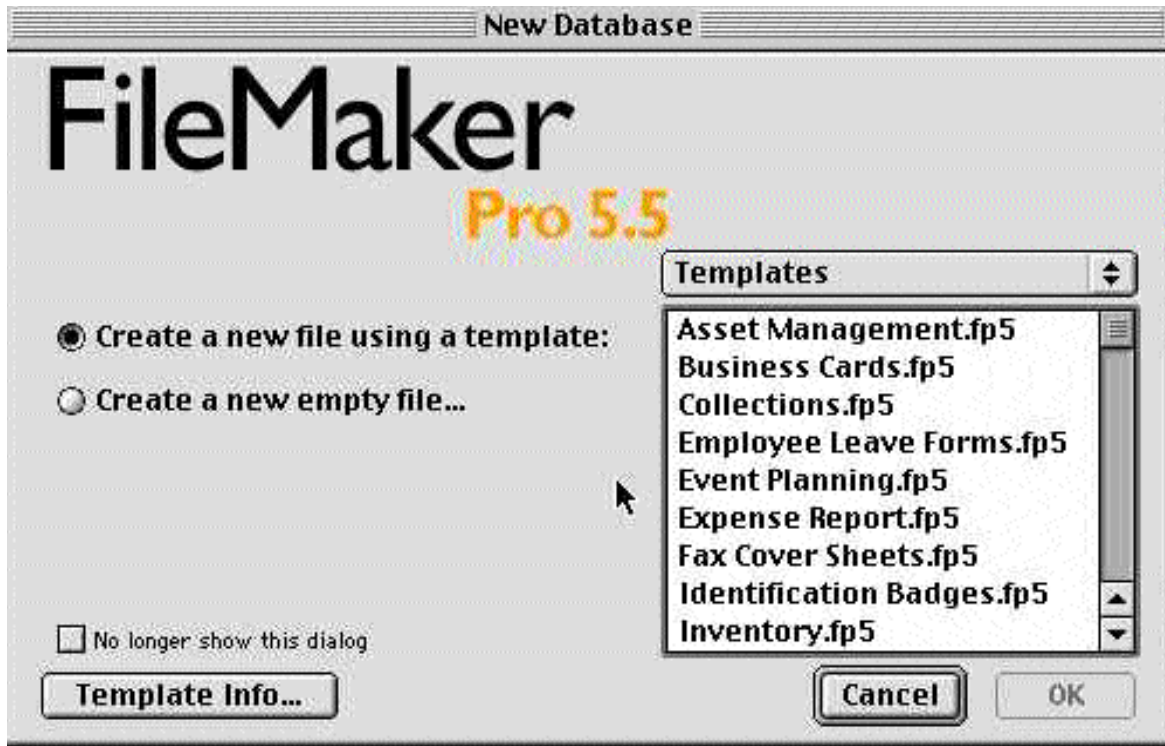 New Database
FileMaker
Pro 5.5
Templates
Create a new file using a template:
Create a new empty file...
Asset Management.fp5
Business Cards.fp5
Collections.fp5
Employee Leave Forms.fp5
Event Planning.fp5
Expense Report.fp5
Fax Cover Sheets.fp5
Identification Badges.fp5
Inventory.fp5
No longer show this dialog
Template Info...
Cancel
OK